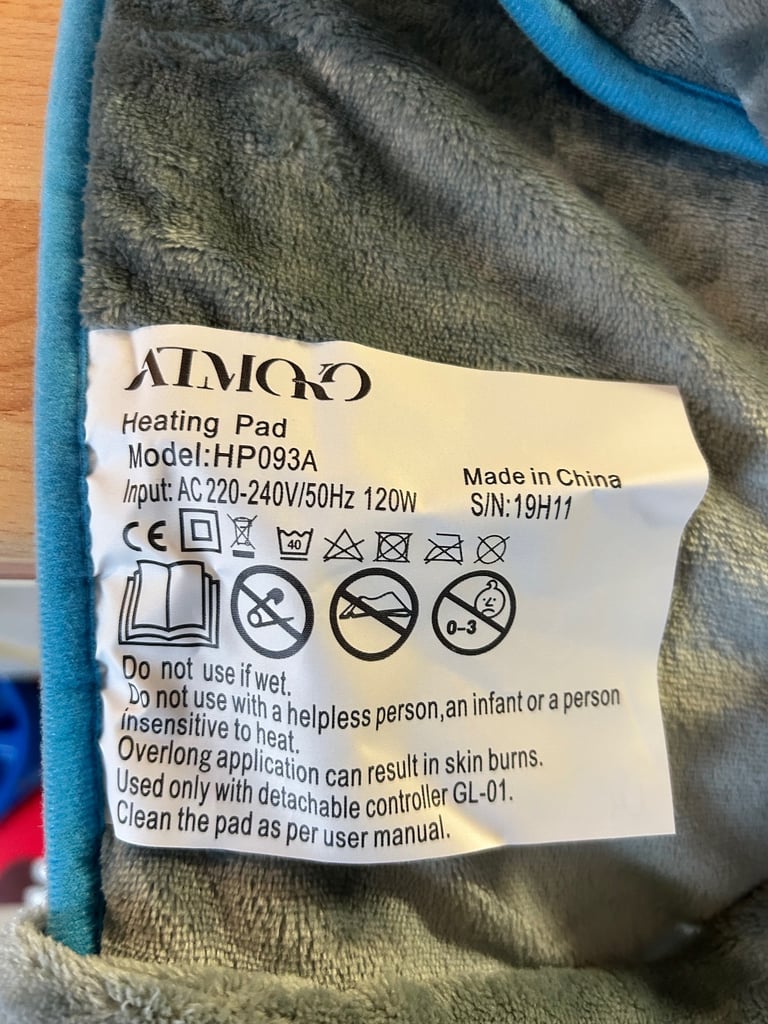 ATMOKO
Heating Pad
Model:HP093A
Made in China
Input: AC 220-240V/50Hz 120W
S/N:19H11
CE
40
0-3
Do not use if wet.
Do not use with a helpless person,an infant or a person
insensitive to heat.
Overlong application can result in skin burns.
Used only with detachable controller GL-01.
Clean the pad as per user manual.